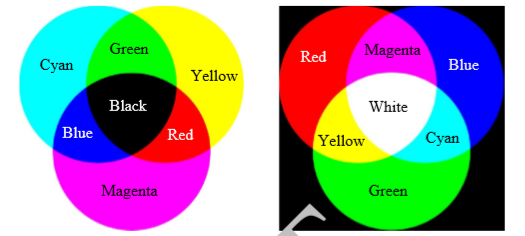 Green
Cyan
Yellow
Black
Blue
Red
Magenta
Red
Magenta
Blue
White
Yellow
Cyan
Green